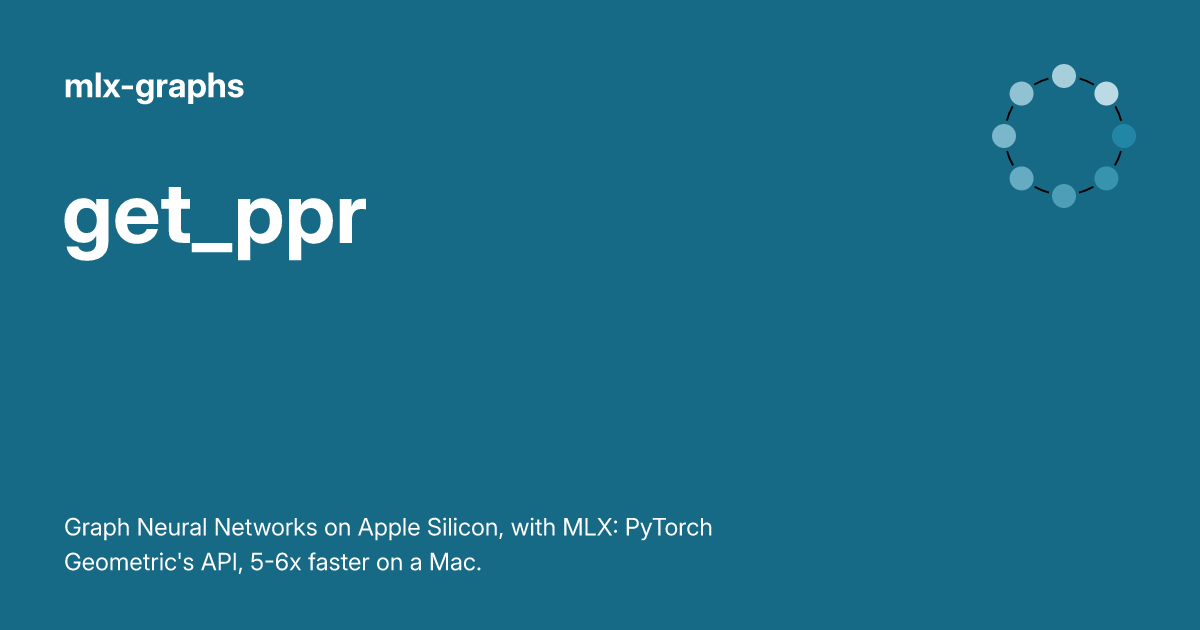 mlx-graphs
get_ppr
Graph Neural Networks on Apple Silicon, with MLX: PyTorch
Geometric's API, 5-6x faster on a Mac.